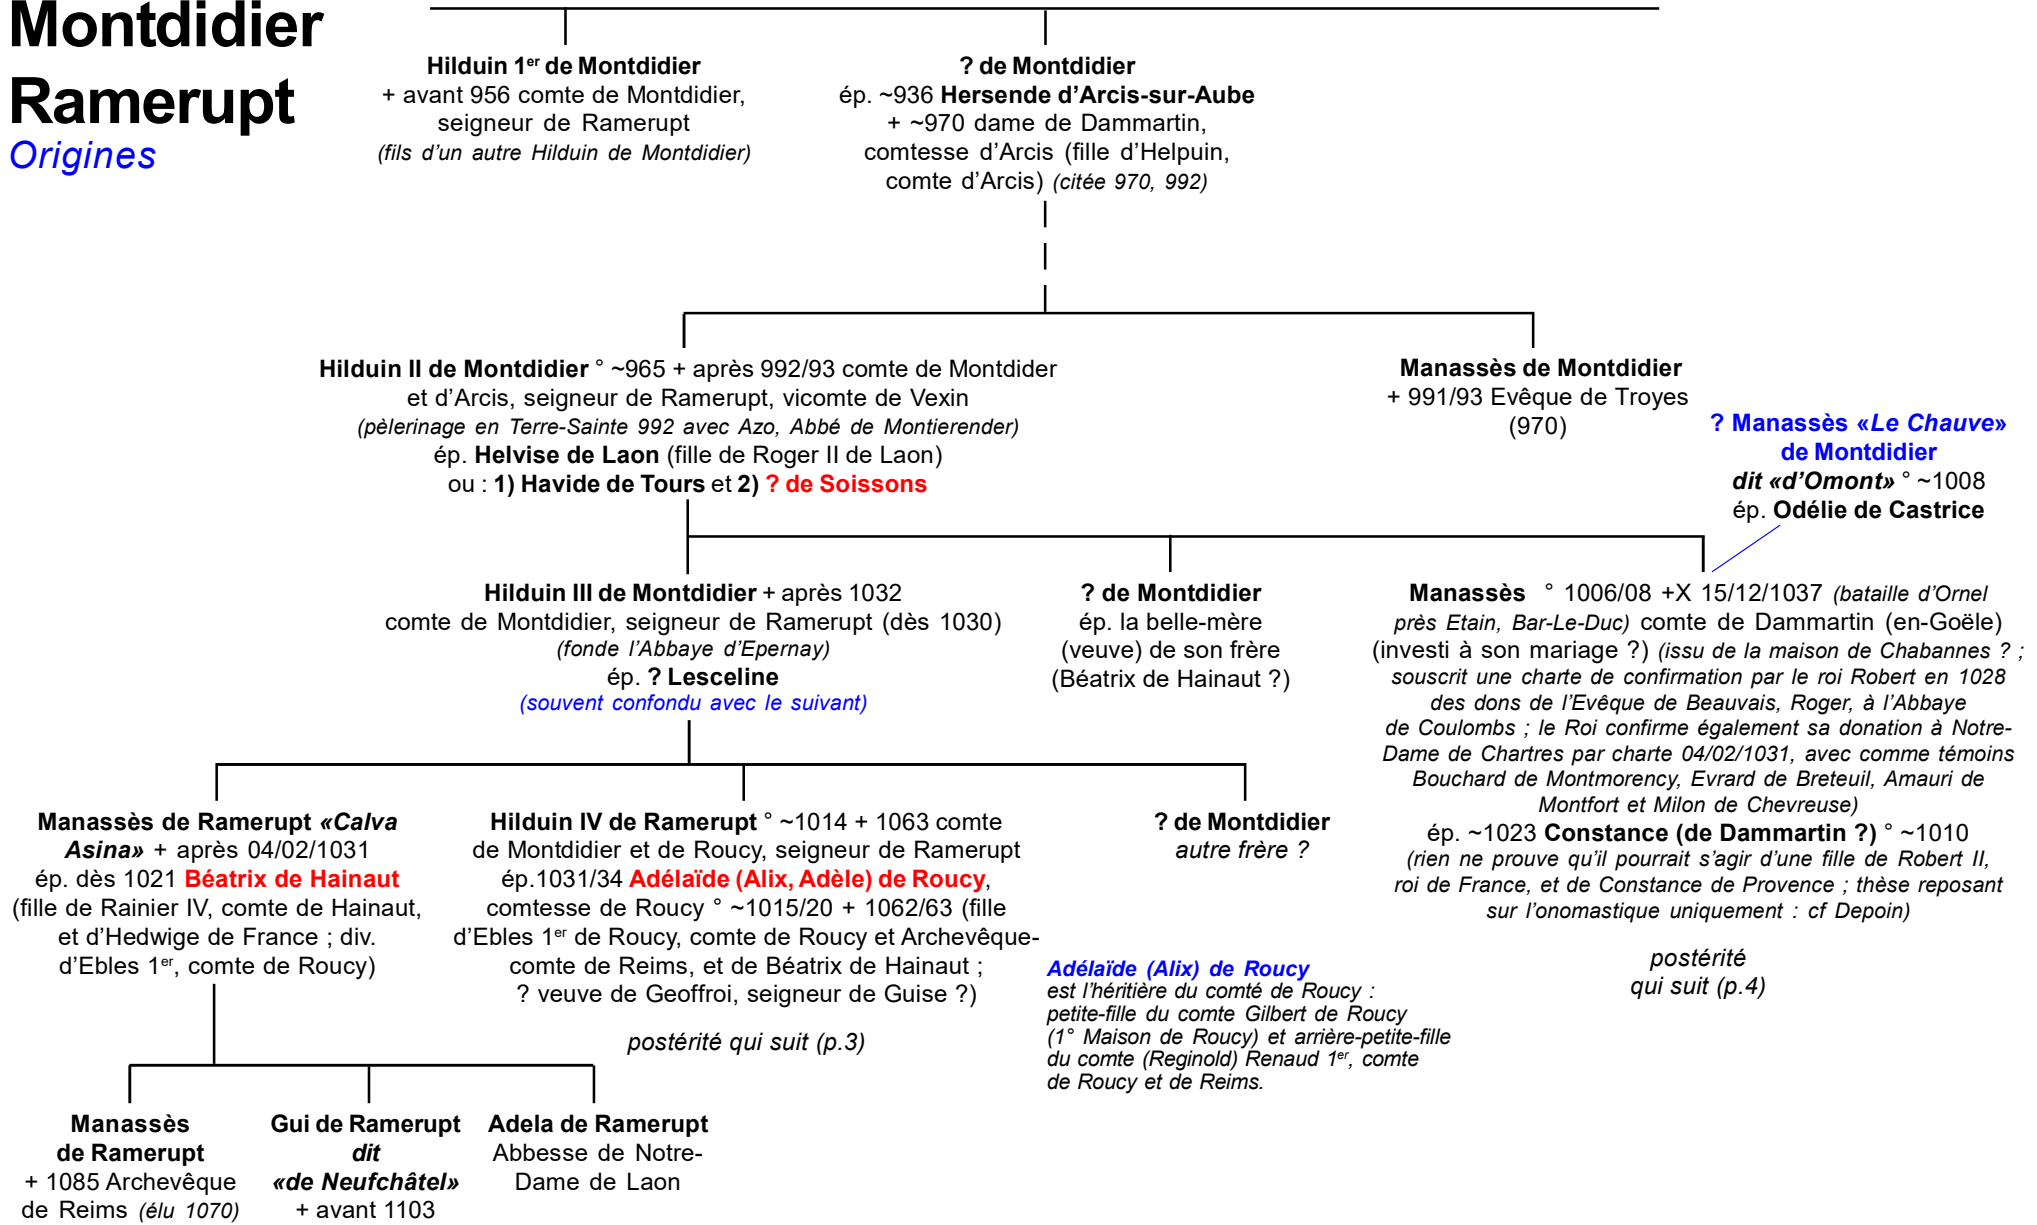 Montdidier
Ramerupt
Origines
Hilduin 1er de Montdidier
+ avant 956 comte de Montdidier,
seigneur de Ramerupt
(fils d’un autre Hilduin de Montdidier)
? de Montdidier
ép. ~936 Hersende d’Arcis-sur-Aube
+ ~970 dame de Dammartin,
comtesse d’Arcis (fille d’Helpuin,
comte d’Arcis) (citée 970, 992)
Hilduin II de Montdidier ° ~965 + après 992/93 comte de Montdider
et d’Arcis, seigneur de Ramerupt, vicomte de Vexin
(pèlerinage en Terre-Sainte 992 avec Azo, Abbé de Montierender)
ép. Helvise de Laon (fille de Roger II de Laon)
ou : 1) Havide de Tours et 2) ? de Soissons
Manassès de Montdidier
+ 991/93 Evêque de Troyes
(970)
? Manassès «Le Chauve»
de Montdidier
dit «d’Omont» ° ~1008
ép. Odélie de Castrice
Hilduin III de Montdidier + après 1032
comte de Montdidier, seigneur de Ramerupt (dès 1030)
(fonde l’Abbaye d’Epernay)
ép. ? Lesceline
(souvent confondu avec le suivant)
? de Montdidier
ép. la belle-mère
(veuve) de son frère
(Béatrix de Hainaut ?)
Manassès ° 1006/08 +X 15/12/1037 (bataille d’Ornel
près Etain, Bar-Le-Duc) comte de Dammartin (en-Goële)
(investi à son mariage ?) (issu de la maison de Chabannes ? ;
souscrit une charte de confirmation par le roi Robert en 1028
des dons de l’Evêque de Beauvais, Roger, à l’Abbaye
de Coulombs ; le Roi confirme également sa donation à Notre-
Dame de Chartres par charte 04/02/1031, avec comme témoins
Bouchard de Montmorency, Evrard de Breteuil, Amauri de
Montfort et Milon de Chevreuse)
ép. ~1023 Constance (de Dammartin ?) ° ~1010
(rien ne prouve qu’il pourrait s’agir d’une fille de Robert II,
roi de France, et de Constance de Provence ; thèse reposant
sur l’onomastique uniquement : cf Depoin)
postérité
qui suit (p.4)
Manassès de Ramerupt «Calva
Asina» + après 04/02/1031
ép. dès 1021 Béatrix de Hainaut
(fille de Rainier IV, comte de Hainaut,
et d’Hedwige de France ; div.
d’Ebles 1er, comte de Roucy)
Hilduin IV de Ramerupt ° ~1014 + 1063 comte
de Montdidier et de Roucy, seigneur de Ramerupt
ép.1031/34 Adélaïde (Alix, Adèle) de Roucy,
comtesse de Roucy ° ~1015/20 + 1062/63 (fille
d’Ebles 1er de Roucy, comte de Roucy et Archevêque-
comte de Reims, et de Béatrix de Hainaut ;
? veuve de Geoffroi, seigneur de Guise ?)
postérité qui suit (p.3)
? de Montdidier
autre frère ?
Adélaïde (Alix) de Roucy
est l’héritière du comté de Roucy :
petite-fille du comte Gilbert de Roucy
(1° Maison de Roucy) et arrière-petite-fille
du comte (Reginold) Renaud 1er, comte
de Roucy et de Reims.
Manassès
de Ramerupt
+ 1085 Archevêque
de Reims (élu 1070)
Gui de Ramerupt
dit
«de Neufchâtel»
+ avant 1103
Adela de Ramerupt
Abbesse de Notre-
Dame de Laon